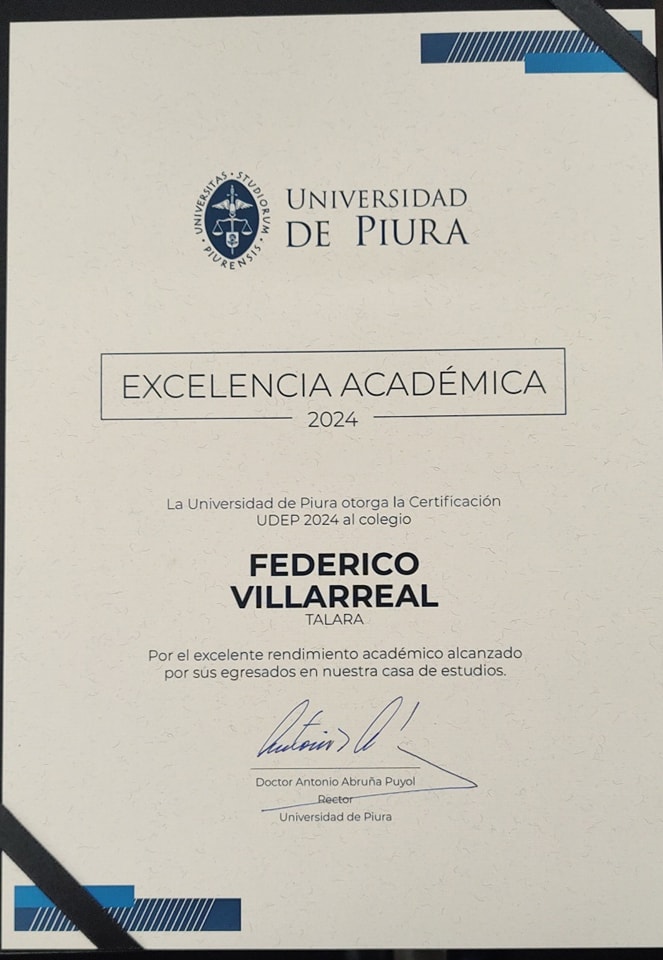 UNIVERSITAS · STUDIORUM · PIURENSIS ·
UNIVERSIDAD
DE PIURA
EXCELENCIA ACADÉMICA
2024
La Universidad de Piura otorga la Certificación
UDEP 2024 al colegio
FEDERICO
VILLARREAL
TALARA
Por el excelente rendimiento académico alcanzado
por sus egresados en nuestra casa de estudios.
Doctor Antonio Abruña Puyol
Rector
Universidad de Piura